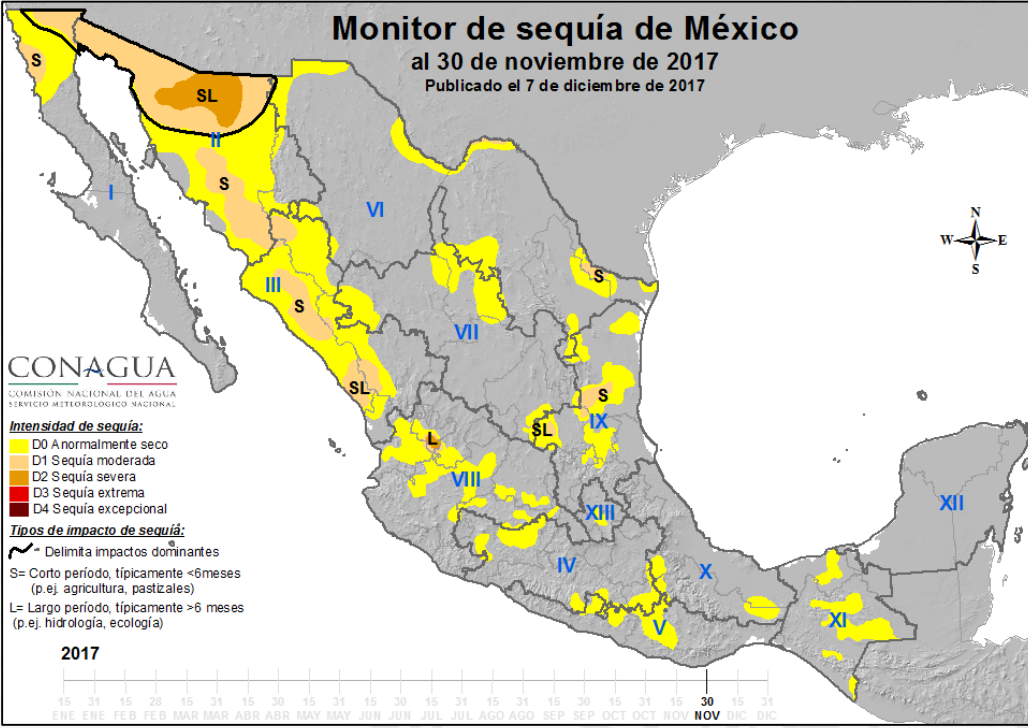 Monitor de sequía de México
al 30 de noviembre de 2017
Publicado el 7 de diciembre de 2017
S
SL
II
S
I
VI
N
W E
S
S
III
S
VII
SL
S
SL
IX
L
VIII
XIII
XII
IV
X
V
XI
CONAGUA
COMISIÓN NACIONAL DEL AGUA
SERVICIO METEOROLÓGICO NACIONAL
Intensidad de sequía:
D0 Anormalmente seco
D1 Sequía moderada
D2 Sequía severa
D3 Sequía extrema
D4 Sequía excepcional
Tipos de impacto de sequía:
- Delimita impactos dominantes
S= Corto período, típicamente <6meses
(p.ej. agricultura, pastizales)
L= Largo período, típicamente >6 meses
(p.ej. hidrología, ecología)
2017
15 31 15 28 15 31 15 30 15 31 15 30 15 31 15 31 15 30 15 31 15 30 15 31
ENE ENE FEB FEB MAR MAR ABR ABR MAY MAY JUN JUN JUL JUL AGO AGO SEP SEP OCT OCT NOV NOV DIC DIC